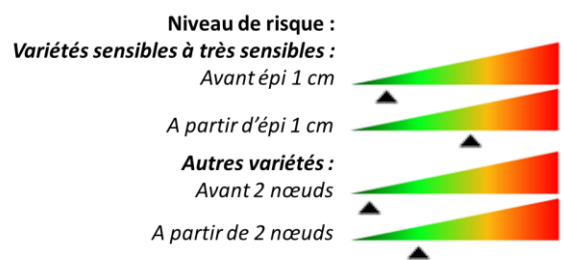 Niveau de risque :
Variétés sensibles à très sensibles :
Avant épi 1 cm
A partir d'épi 1 cm
Autres variétés :
Avant 2 nœuds
A partir de 2 nœuds